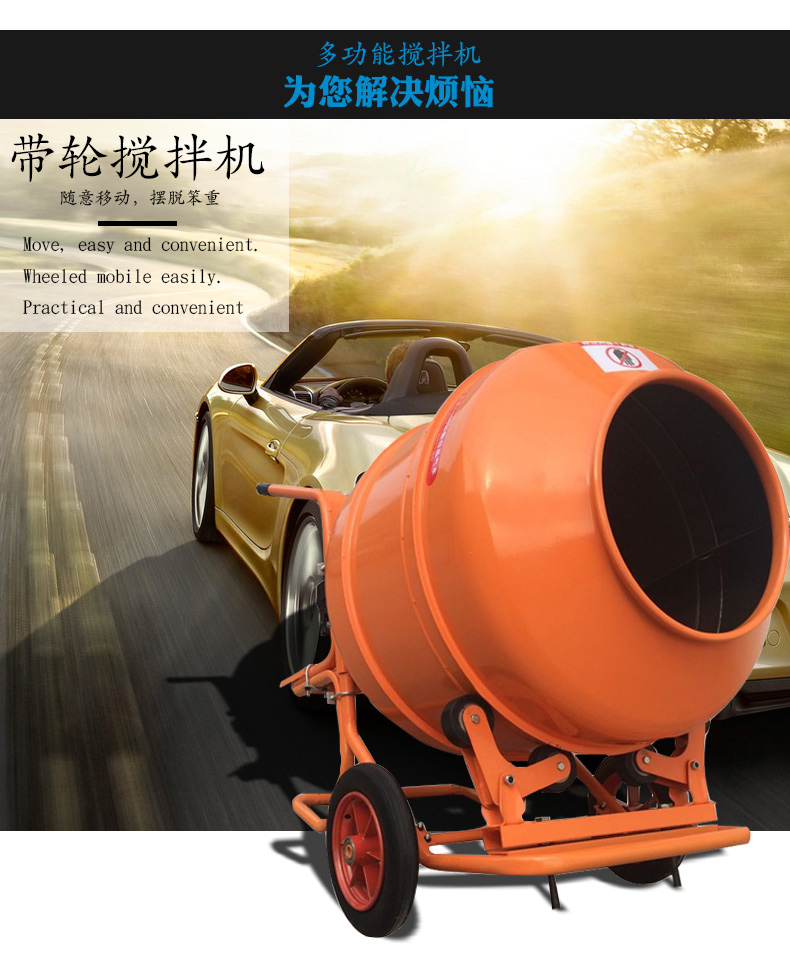 多功能搅拌机
为您解决烦恼
带轮搅拌机
随意移动，摆脱笨重
Move, easy and convenient.
Wheeled mobile easily.
Practical and convenient